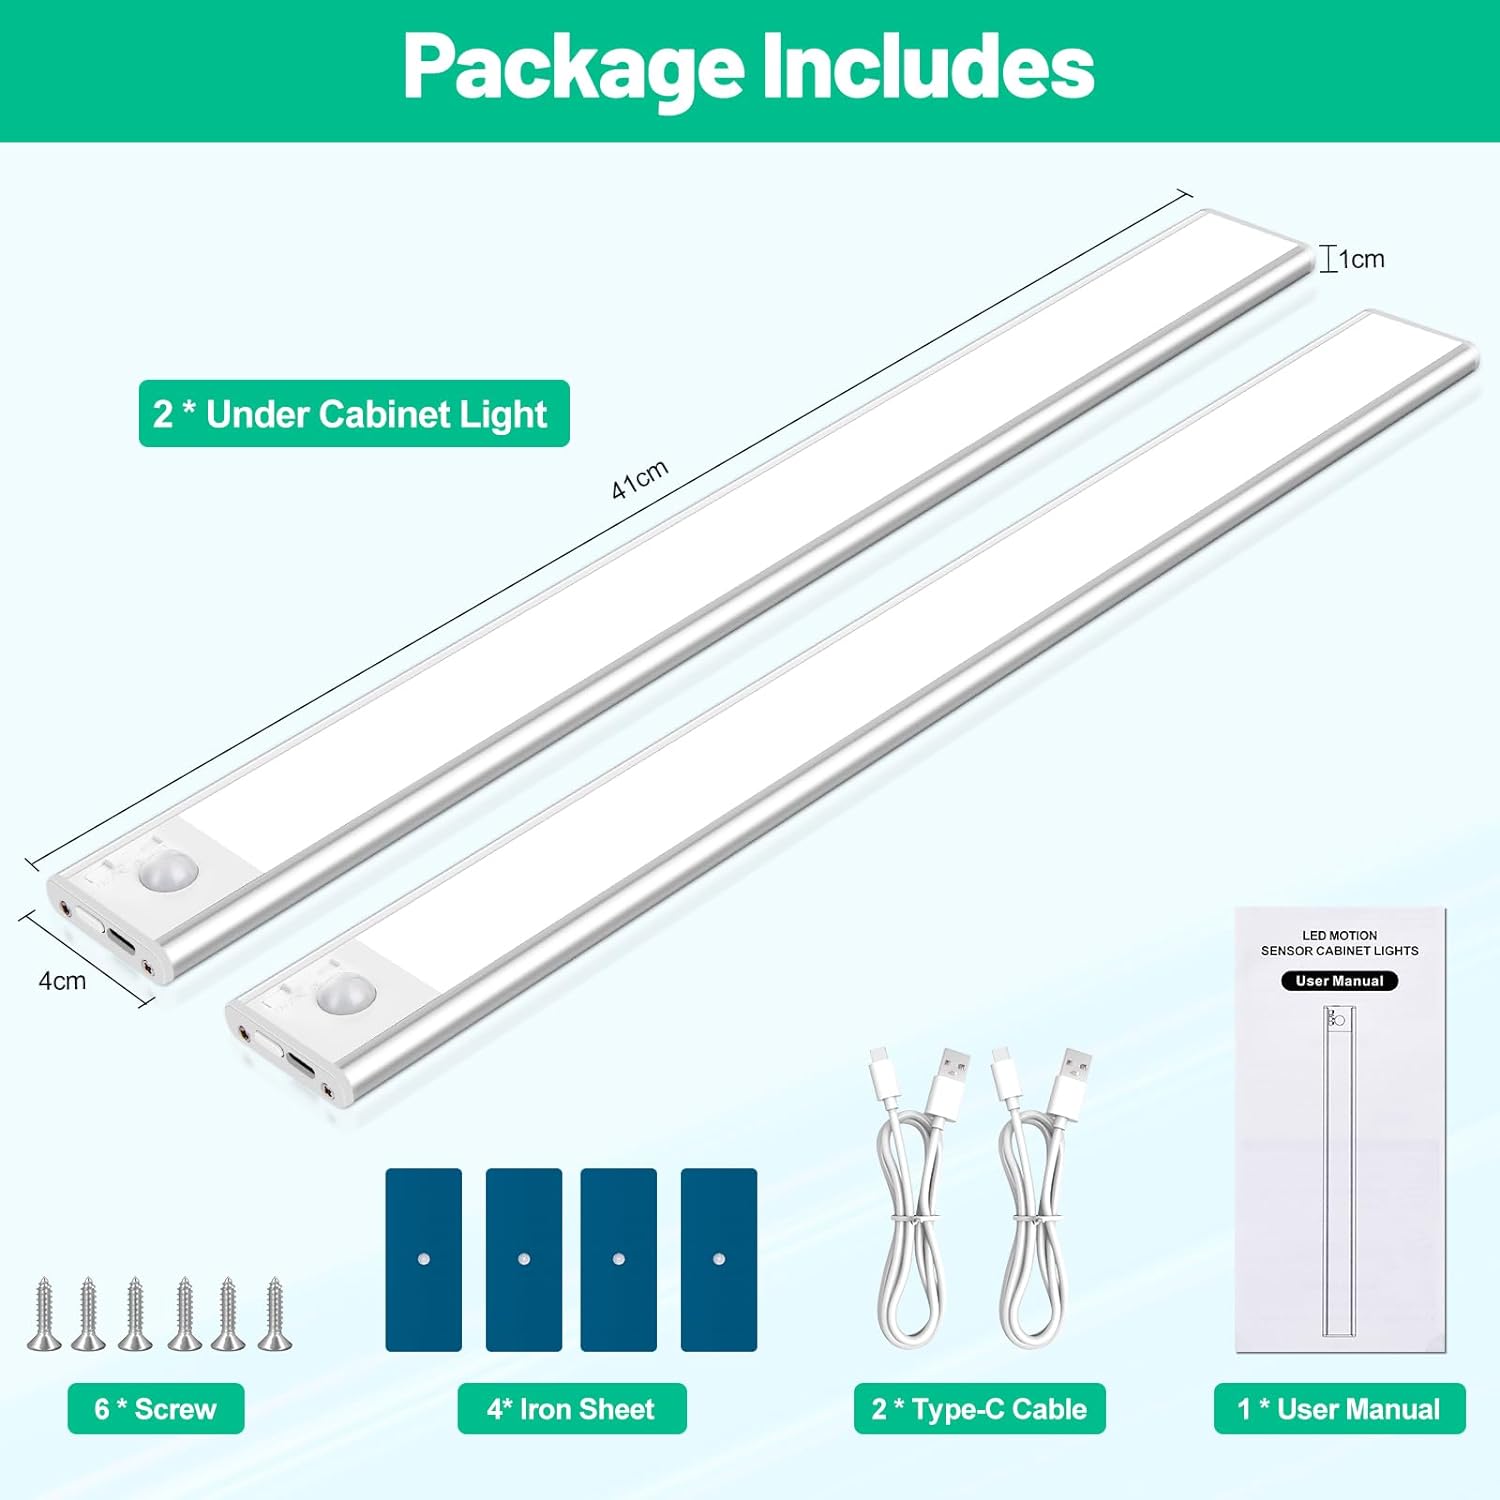 Package Includes
1cm
2 * Under Cabinet Light
41cm
4cm
LED MOTION
SENSOR CABINET LIGHTS
User Manual
6 * Screw
4* Iron Sheet
2 * Type-C Cable
1 * User Manual